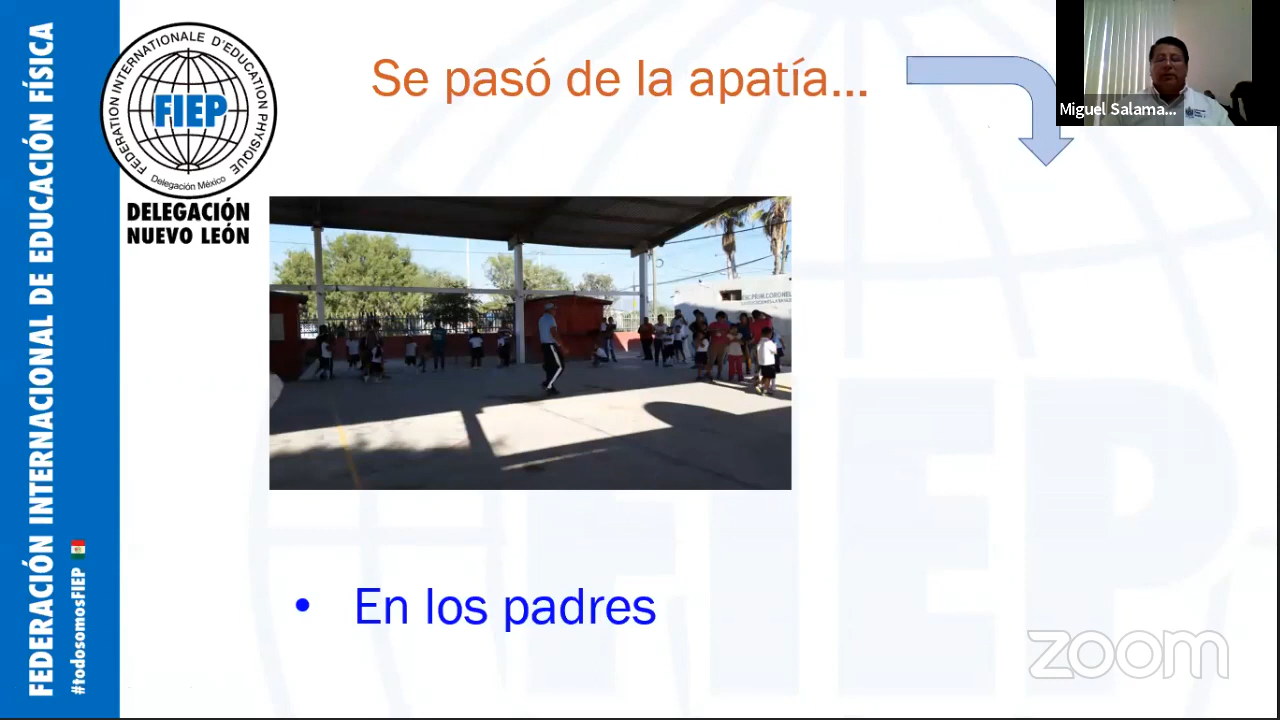 FEDERACIÓN INTERNACIONAL DE EDUCACIÓN FÍSICA
#todosomosFIEP
FEDERATION INTERNATIONALE D'EDUCATION PHYSIQUE
FIEP
Delegación México
DELEGACIÓN
NUEVO LEÓN
Se pasó de la apatía...
Miguel Salama...
• En los padres
zoom